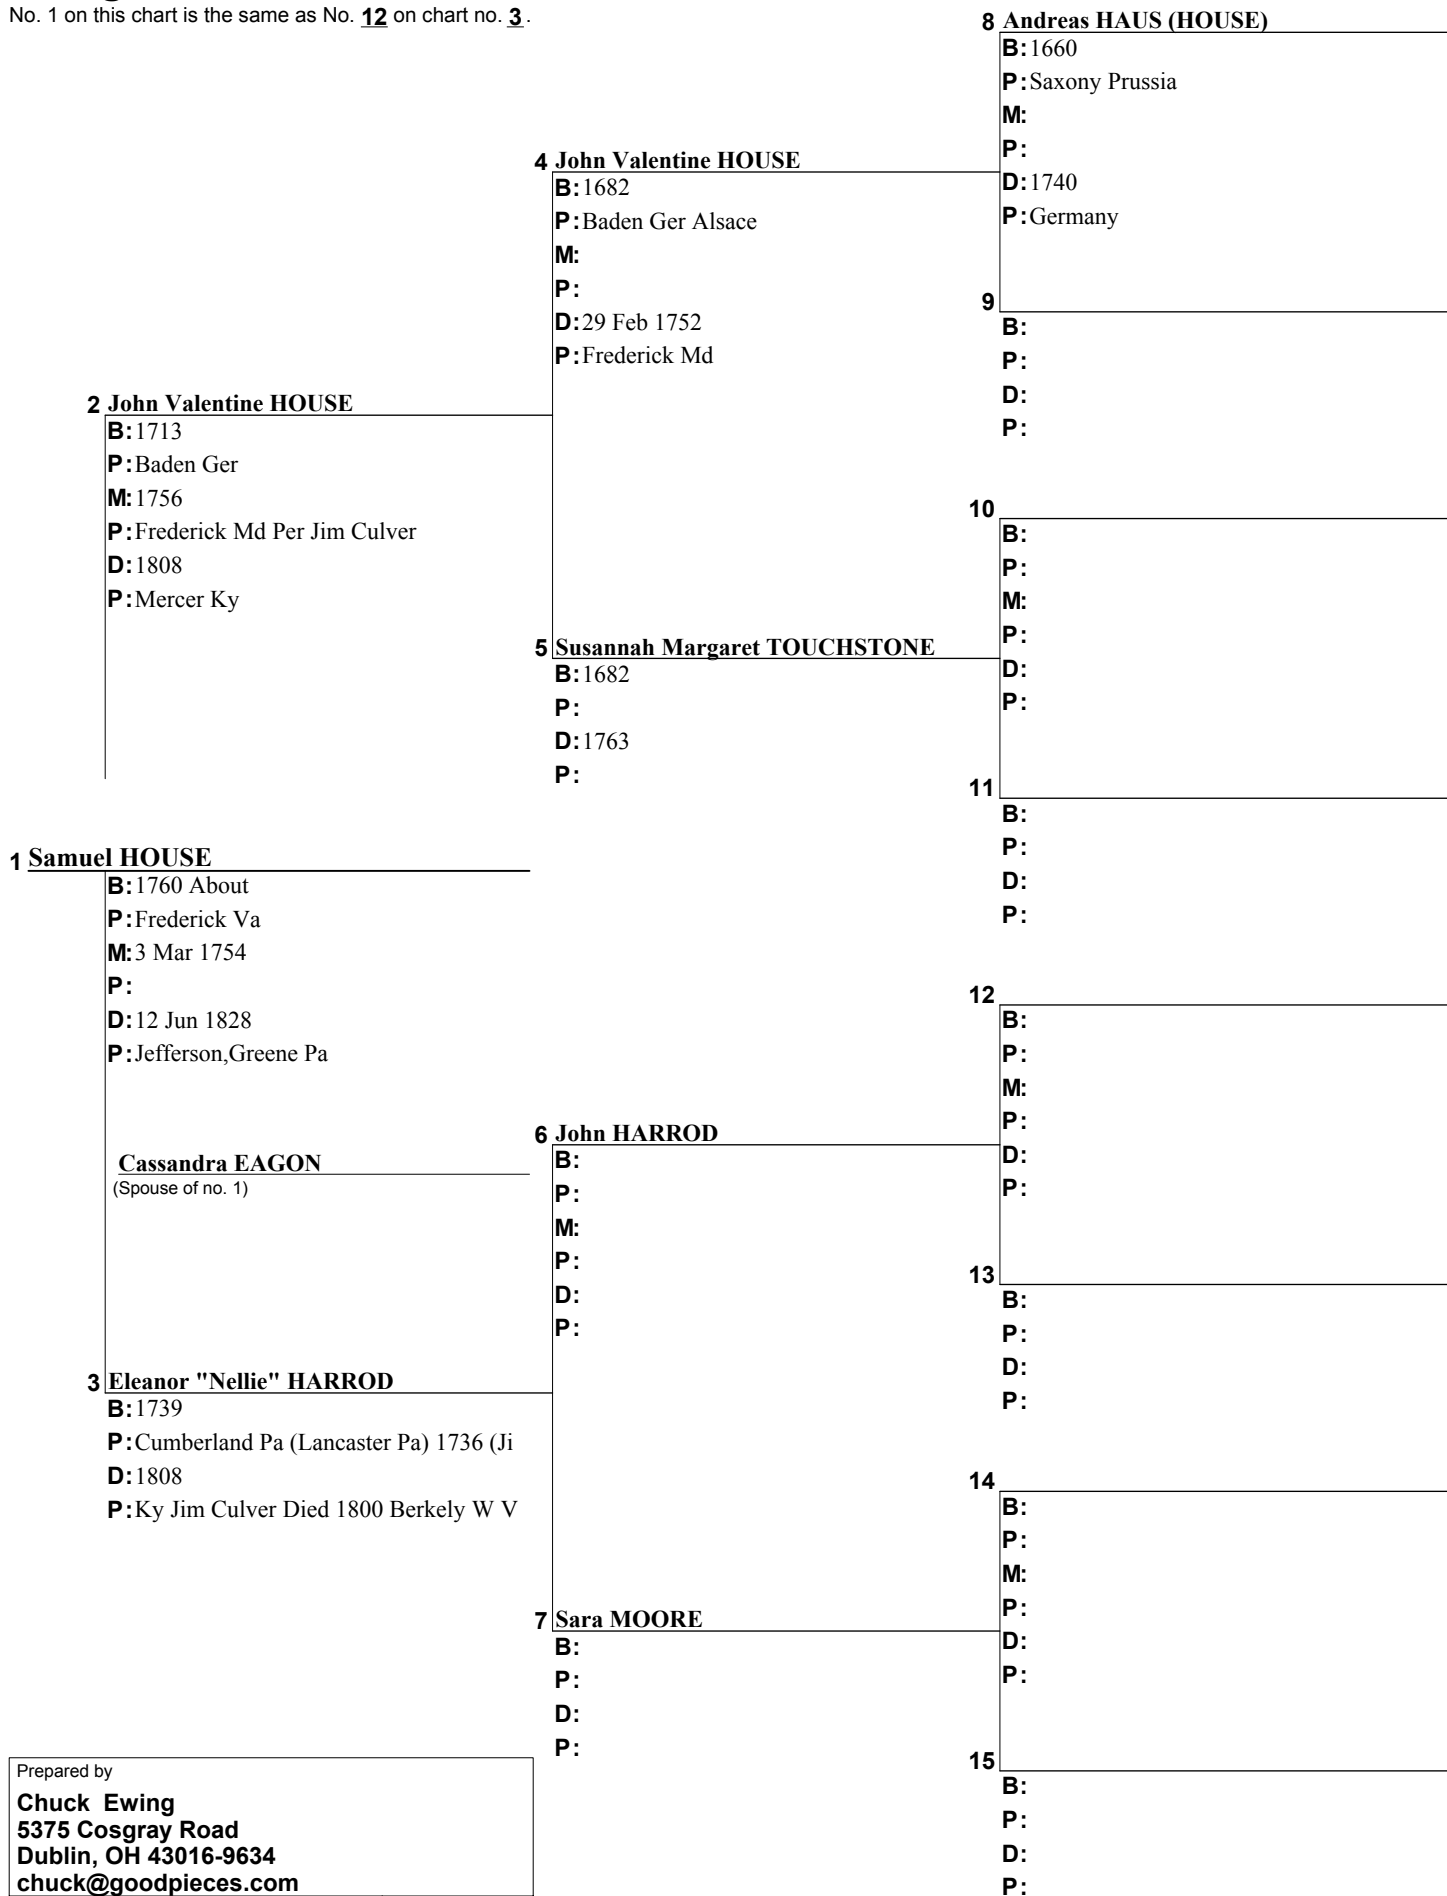 No. 1 on this chart is the same as No. 12 on chart no. 3.
8 Andreas HAUS (HOUSE)
B: 1660
P: Saxony Prussia
M:
P:
D: 1740
P: Germany
4 John Valentine HOUSE
B: 1682
P: Baden Ger Alsace
M:
P:
D: 29 Feb 1752
P: Frederick Md
9
B:
P:
D:
P:
2 John Valentine HOUSE
B: 1713
P: Baden Ger
M: 1756
P: Frederick Md Per Jim Culver
D: 1808
P: Mercer Ky
10
B:
P:
M:
P:
D:
P:
5 Susannah Margaret TOUCHSTONE
B: 1682
P:
D: 1763
P:
11
B:
P:
D:
P:
1 Samuel HOUSE
B: 1760 About
P: Frederick Va
M: 3 Mar 1754
P:
D: 12 Jun 1828
P: Jefferson,Greene Pa
12
B:
P:
M:
P:
D:
P:
Cassandra EAGON
(Spouse of no. 1)
6 John HARROD
B:
P:
M:
P:
D:
P:
13
B:
P:
D:
P:
3 Eleanor "Nellie" HARROD
B: 1739
P: Cumberland Pa (Lancaster Pa) 1736 (Ji
D: 1808
P: Ky Jim Culver Died 1800 Berkely W V
14
B:
P:
M:
P:
D:
P:
7 Sara MOORE
B:
P:
D:
P:
15
B:
P:
D:
P:
Prepared by
Chuck Ewing
5375 Cosgray Road
Dublin, OH 43016-9634
chuck@goodpieces.com